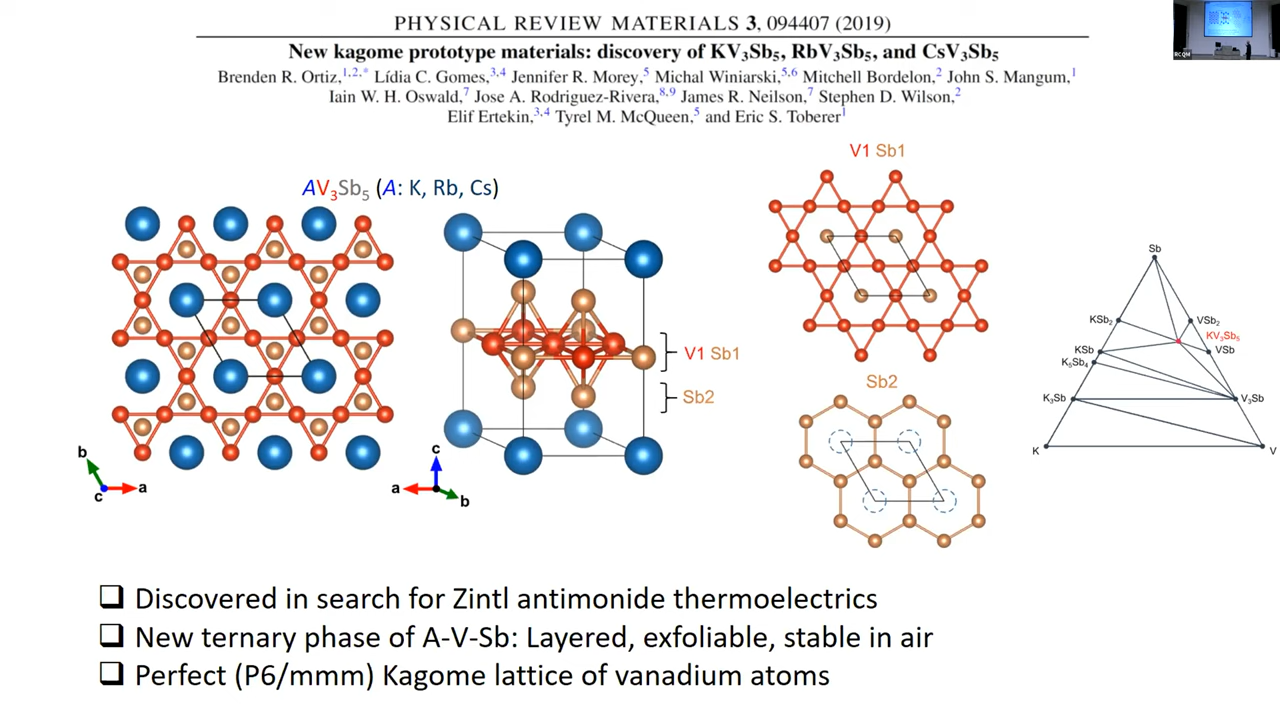 PHYSICAL REVIEW MATERIALS 3, 094407 (2019)
New kagome prototype materials: discovery of KV₃Sb₅, RbV₃Sb₅, and CsV₃Sb₅
Brenden R. Ortiz,1,2,* Lídia C. Gomes,3,4 Jennifer R. Morey,5 Michal Winiarski,5,6 Mitchell Bordelon,2 John S. Mangum,1
Iain W. H. Oswald,7 Jose A. Rodriguez-Rivera,8,9 James R. Neilson,7 Stephen D. Wilson,2
Elif Ertekin,3,4 Tyrel M. McQueen,5 and Eric S. Toberer1
RCQM
AV₃Sb₅ (A: K, Rb, Cs)
V1 Sb1
V1 Sb1
Sb2
Sb2
b
c
a
c
a
b
Sb
KSb₂
VSb₂
KV₃Sb₅
KSb
VSb
K₅Sb₄
K₃Sb
V₃Sb
K
V
❑ Discovered in search for Zintl antimonide thermoelectrics
❑ New ternary phase of A-V-Sb: Layered, exfoliable, stable in air
❑ Perfect (P6/mmm) Kagome lattice of vanadium atoms